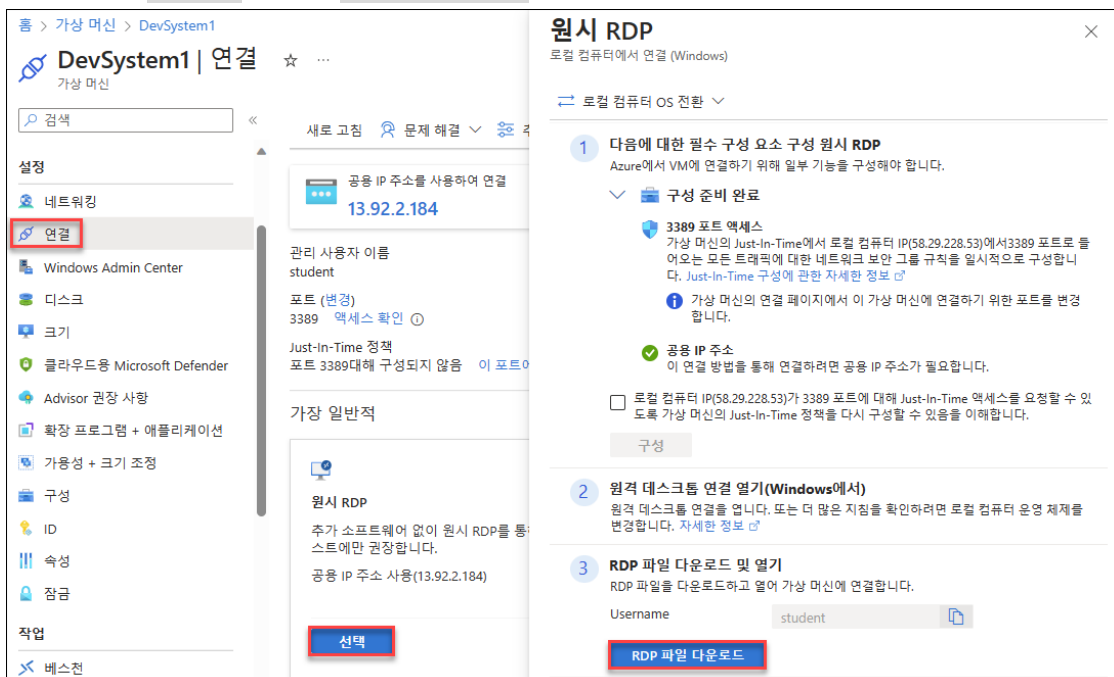 홈 > 가상 머신 > DevSystem1
DevSystem1 | 연결
가상 머신
검색
설정
네트워킹
연결
Windows Admin Center
디스크
크기
클라우드용 Microsoft Defender
Advisor 권장 사항
확장 프로그램 + 애플리케이션
가용성 + 크기 조정
구성
ID
속성
잠금
작업
베스천
새로 고침 문제 해결
공용 IP 주소를 사용하여 연결
13.92.2.184
관리 사용자 이름
student
포트 (변경)
3389 액세스 확인
Just-In-Time 정책
포트 3389대해 구성되지 않음 이 포트에
가장 일반적
원시 RDP
추가 소프트웨어 없이 원시 RDP를 통
스트에만 권장합니다.
공용 IP 주소 사용(13.92.2.184)
선택
원시 RDP
로컬 컴퓨터에서 연결 (Windows)
로컬 컴퓨터 OS 전환
1 다음에 대한 필수 구성 요소 구성 원시 RDP
Azure에서 VM에 연결하기 위해 일부 기능을 구성해야 합니다.
구성 준비 완료
3389 포트 액세스
가상 머신의 Just-In-Time에서 로컬 컴퓨터 IP(58.29.228.53)에서3389 포트로 들
어오는 모든 트래픽에 대한 네트워크 보안 그룹 규칙을 일시적으로 구성합니
다. Just-In-Time 구성에 관한 자세한 정보
가상 머신의 연결 페이지에서 이 가상 머신에 연결하기 위한 포트를 변경
합니다.
공용 IP 주소
이 연결 방법을 통해 연결하려면 공용 IP 주소가 필요합니다.
로컬 컴퓨터 IP(58.29.228.53)가 3389 포트에 대해 Just-In-Time 액세스를 요청할 수 있
도록 가상 머신의 Just-In-Time 정책을 다시 구성할 수 있음을 이해합니다.
구성
2 원격 데스크톱 연결 열기(Windows에서)
원격 데스크톱 연결을 엽니다. 또는 더 많은 지침을 확인하려면 로컬 컴퓨터 운영 체제를
변경합니다. 자세한 정보
3 RDP 파일 다운로드 및 열기
RDP 파일을 다운로드하고 열어 가상 머신에 연결합니다.
Username student
RDP 파일 다운로드